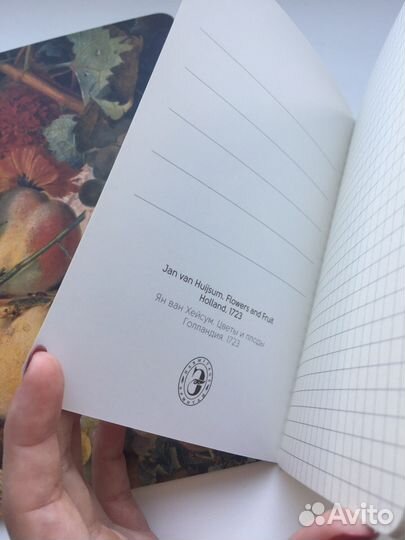 Jan van Huijsum. Flowers and Fruit
Holland. 1723
Ян ван Хейсум. Цветы и плоды
Голландия. 1723
Avito